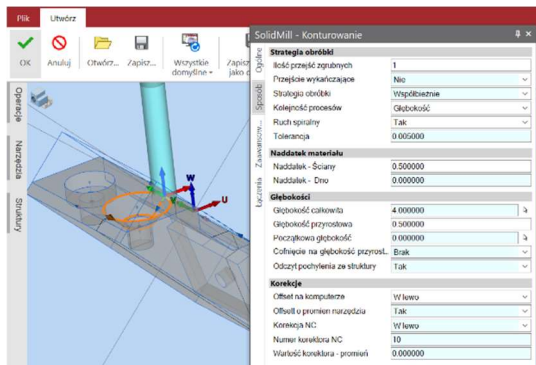 Plik
Utwórz
OK
Anuluj
Otwórz...
Zapisz...
Wszystkie
domyślne
Zapisz
jako d
Operacje
Narzędzia
Struktury
SolidMill - Konturowanie
Ogólne
Sposób
Zaawansow...
Łączenia
Strategia obróbki
Ilość przejść zgrubnych 1
Przejście wykańczające Nie
Strategia obróbki Współbieżnie
Kolejność procesów Głębokość
Ruch spiralny Tak
Tolerancja 0.005000
Naddatek materiału
Naddatek - Ściany 0.500000
Naddatek - Dno 0.000000
Głębokości
Głębokość całkowita 4.000000
Głębokość przyrostowa 0.500000
Początkowa głębokość 0.000000
Cofnięcie na głębokość przyrost... Brak
Odczyt pochylenia ze struktury Tak
Korekcje
Offset na komputerze W lewo
Offset o promień narzędzia Tak
Korekcja NC W lewo
Numer korektora NC 10
Wartość korektora - promień 0.000000
W
U
V